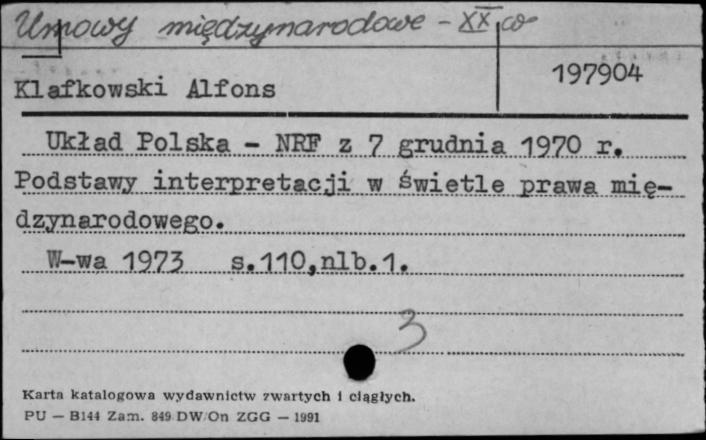 Umowy międzynarodowe - XX w
197904
Klafkowski Alfons
Układ Polska - NRF z 7 grudnia 1970 r.
Podstawy interpretacji w świetle prawa mię-
dzynarodowego.
W-wa 1973 s.110,nlb.1.
3
Karta katalogowa wydawnictw zwartych i ciągłych.
PU — B144 Zam. 849 DW/On ZGG — 1991